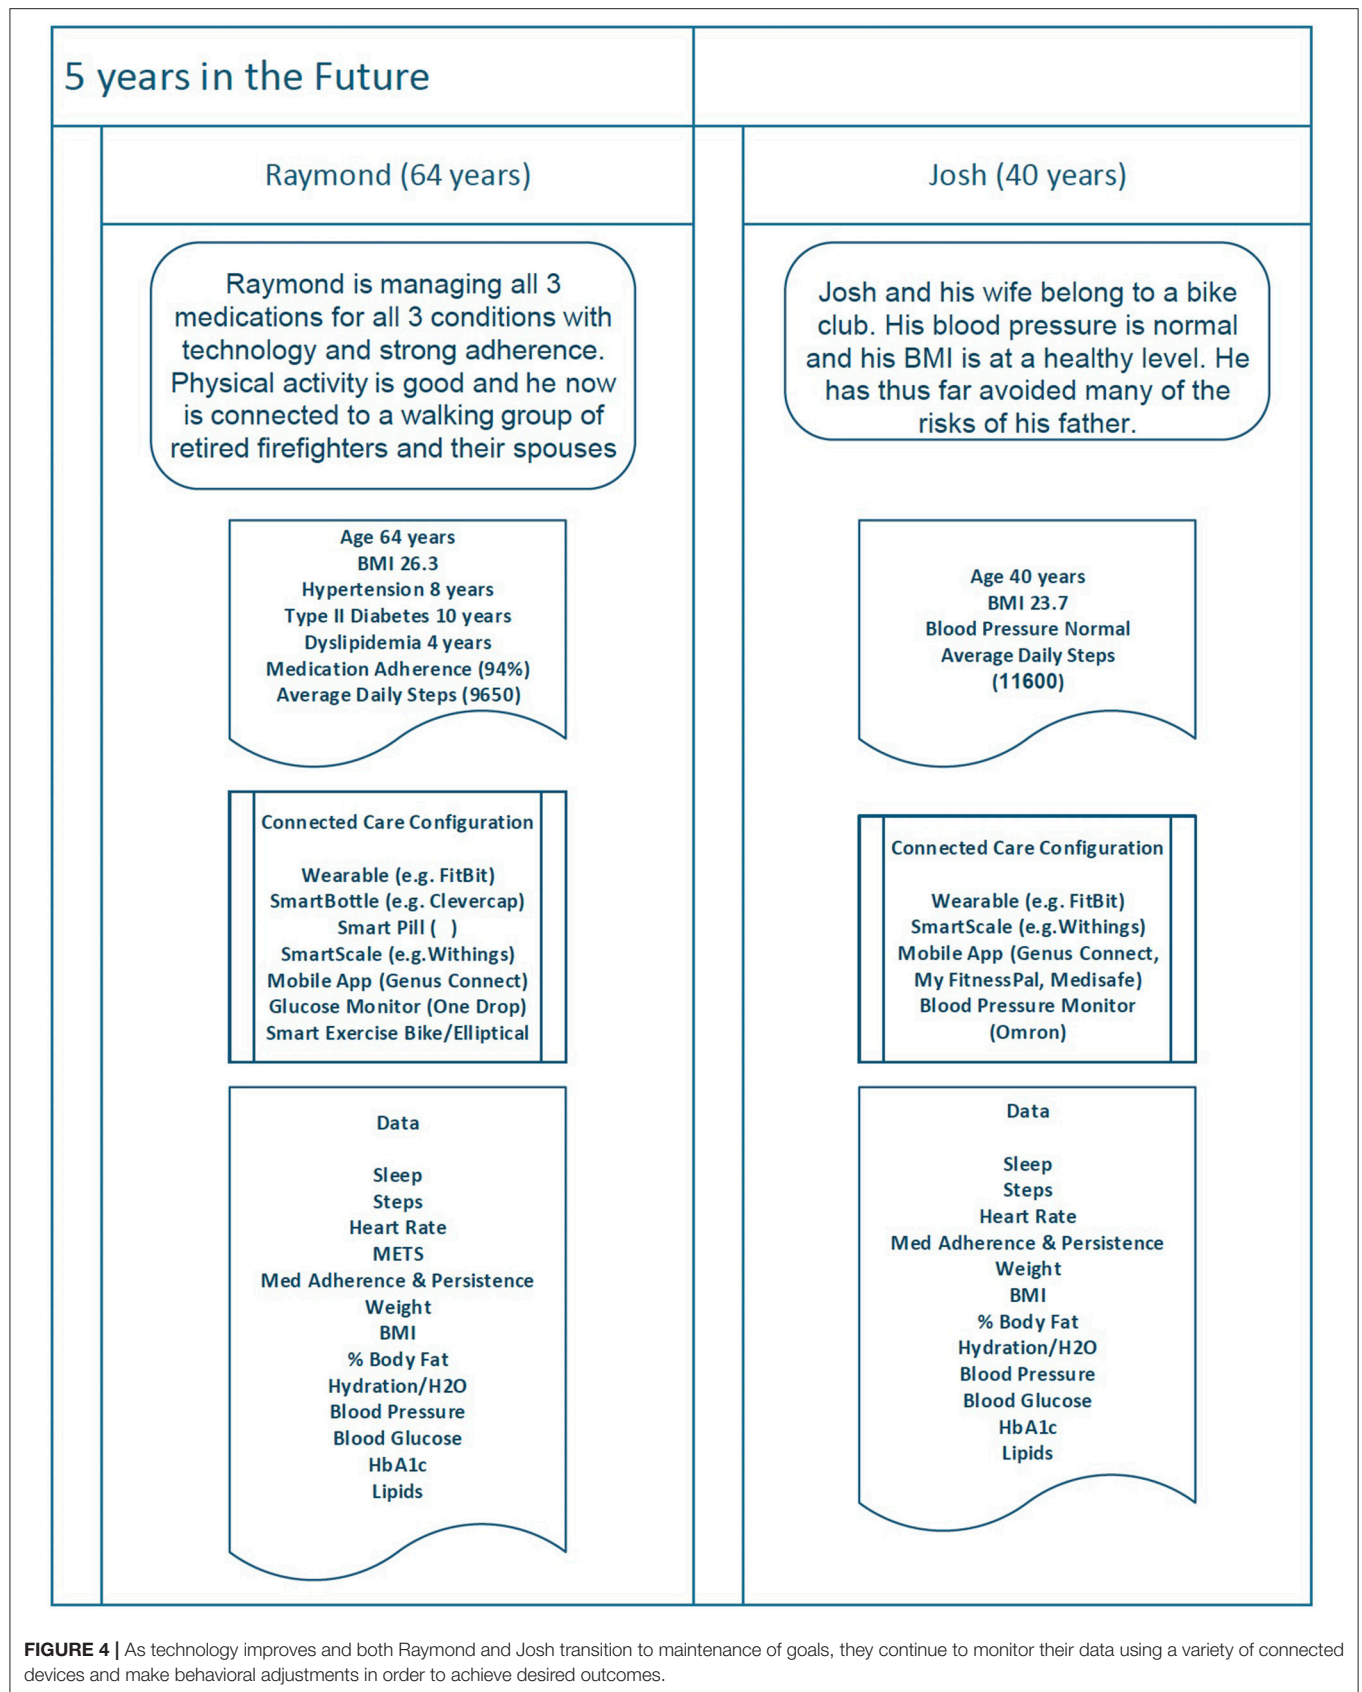 5 years in the Future
Raymond (64 years)
Raymond is managing all 3
medications for all 3 conditions with
technology and strong adherence.
Physical activity is good and he now
is connected to a walking group of
retired firefighters and their spouses
Age 64 years
BMI 26.3
Hypertension 8 years
Type II Diabetes 10 years
Dyslipidemia 4 years
Medication Adherence (94%)
Average Daily Steps (9650)
Connected Care Configuration
Wearable (e.g. FitBit)
SmartBottle (e.g. Clevercap)
Smart Pill (  )
SmartScale (e.g.Withings)
Mobile App (Genus Connect)
Glucose Monitor (One Drop)
Smart Exercise Bike/Elliptical
Data
Sleep
Steps
Heart Rate
METS
Med Adherence & Persistence
Weight
BMI
% Body Fat
Hydration/H2O
Blood Pressure
Blood Glucose
HbA1c
Lipids
Josh (40 years)
Josh and his wife belong to a bike
club. His blood pressure is normal
and his BMI is at a healthy level. He
has thus far avoided many of the
risks of his father.
Age 40 years
BMI 23.7
Blood Pressure Normal
Average Daily Steps
(11600)
Connected Care Configuration
Wearable (e.g. FitBit)
SmartScale (e.g.Withings)
Mobile App (Genus Connect,
My FitnessPal, Medisafe)
Blood Pressure Monitor
(Omron)
Data
Sleep
Steps
Heart Rate
Med Adherence & Persistence
Weight
BMI
% Body Fat
Hydration/H2O
Blood Pressure
Blood Glucose
HbA1c
Lipids
FIGURE 4 | As technology improves and both Raymond and Josh transition to maintenance of goals, they continue to monitor their data using a variety of connected
devices and make behavioral adjustments in order to achieve desired outcomes.